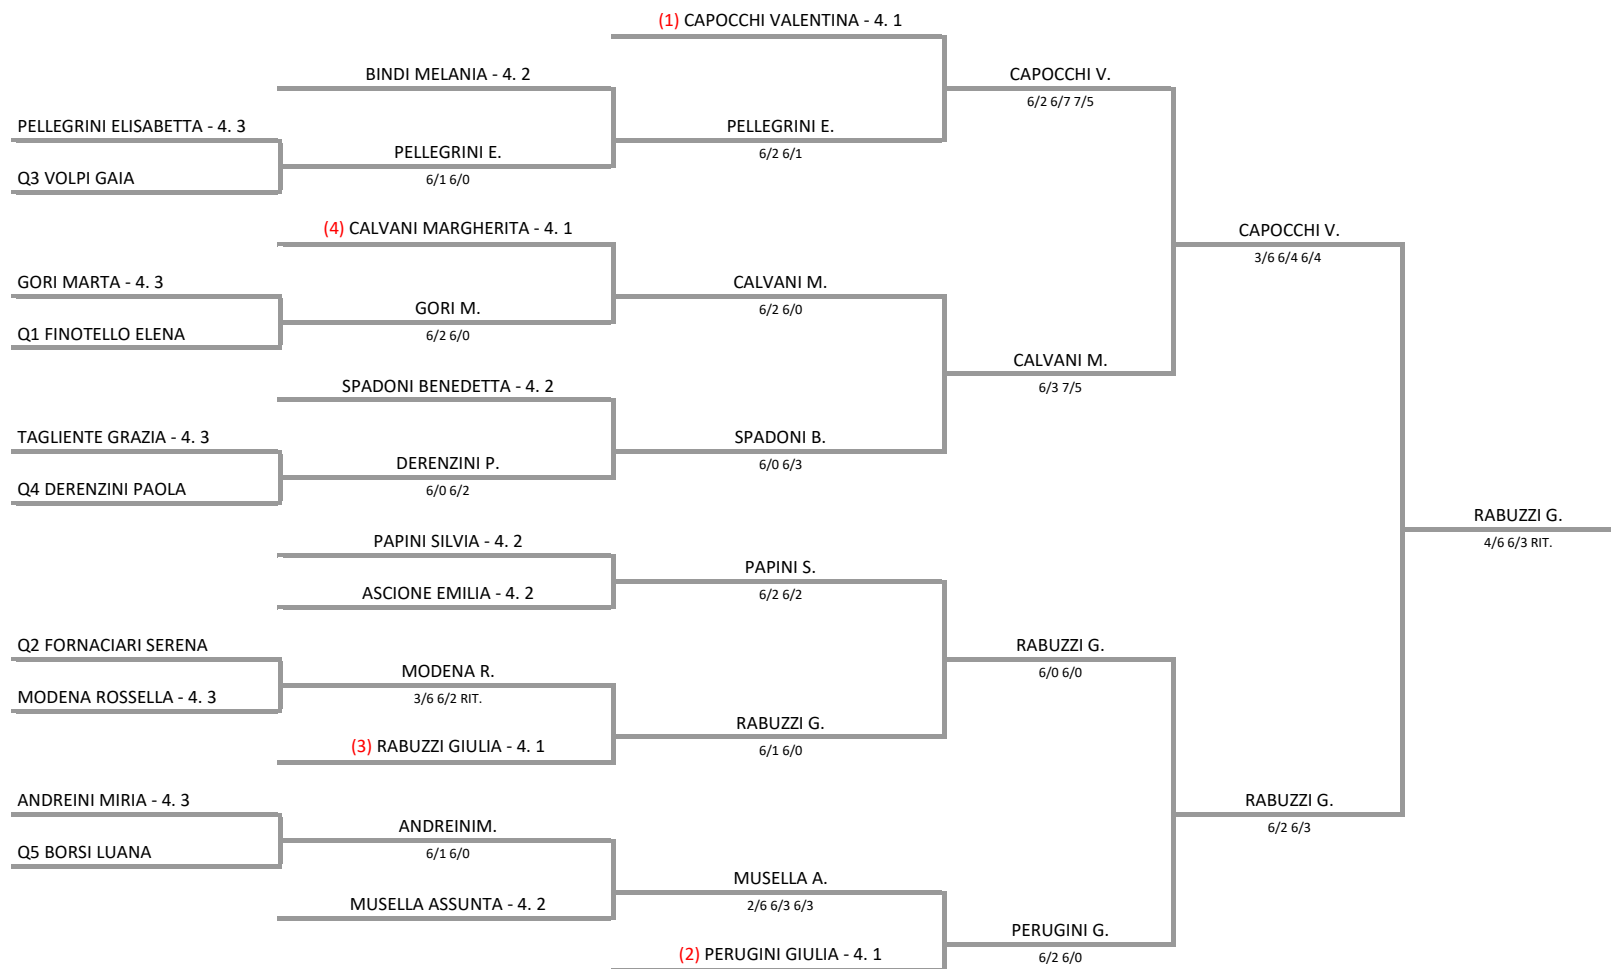 (1) CAPOCCHI VALENTINA - 4. 1
BINDI MELANIA - 4. 2
CAPOCCHI V.
6/2 6/7 7/5
PELLEGRINI ELISABETTA - 4. 3
PELLEGRINI E.
6/2 6/1
PELLEGRINI E.
6/1 6/0
Q3 VOLPI GAIA
(4) CALVANI MARGHERITA - 4. 1
CAPOCCHI V.
3/6 6/4 6/4
GORI MARTA - 4. 3
CALVANI M.
6/2 6/0
GORI M.
6/2 6/0
Q1 FINOTELLO ELENA
CALVANI M.
6/3 7/5
SPADONI BENEDETTA - 4. 2
TAGLIENTE GRAZIA - 4. 3
SPADONI B.
6/0 6/3
DERENZINI P.
6/0 6/2
Q4 DERENZINI PAOLA
RABUZZI G.
4/6 6/3 RIT.
PAPINI SILVIA - 4. 2
PAPINI S.
6/2 6/2
ASCIONE EMILIA - 4. 2
Q2 FORNACIARI SERENA
RABUZZI G.
6/0 6/0
MODENA R.
3/6 6/2 RIT.
MODENA ROSSELLA - 4. 3
RABUZZI G.
6/1 6/0
(3) RABUZZI GIULIA - 4. 1
ANDREINI MIRIA - 4. 3
RABUZZI G.
6/2 6/3
ANDREINIM.
6/1 6/0
Q5 BORSI LUANA
MUSELLA A.
2/6 6/3 6/3
MUSELLA ASSUNTA - 4. 2
PERUGINI G.
6/2 6/0
(2) PERUGINI GIULIA - 4. 1